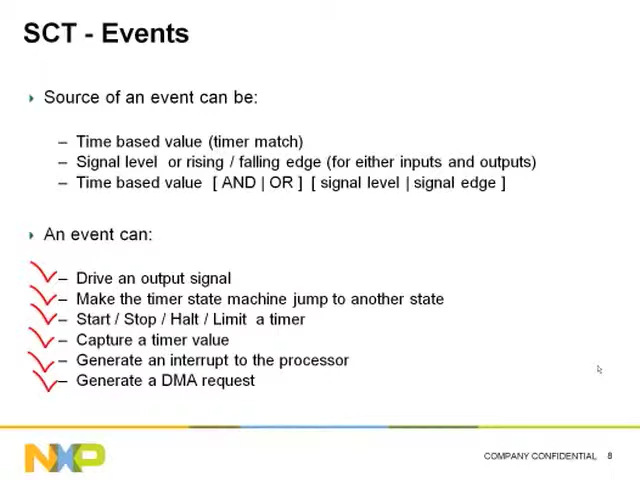 SCT - Events
Source of an event can be:
– Time based value (timer match)
– Signal level or rising / falling edge (for either inputs and outputs)
– Time based value [ AND | OR ] [ signal level | signal edge ]
An event can:
– Drive an output signal
– Make the timer state machine jump to another state
– Start / Stop / Halt / Limit a timer
– Capture a timer value
– Generate an interrupt to the processor
– Generate a DMA request
NXP
COMPANY CONFIDENTIAL 8